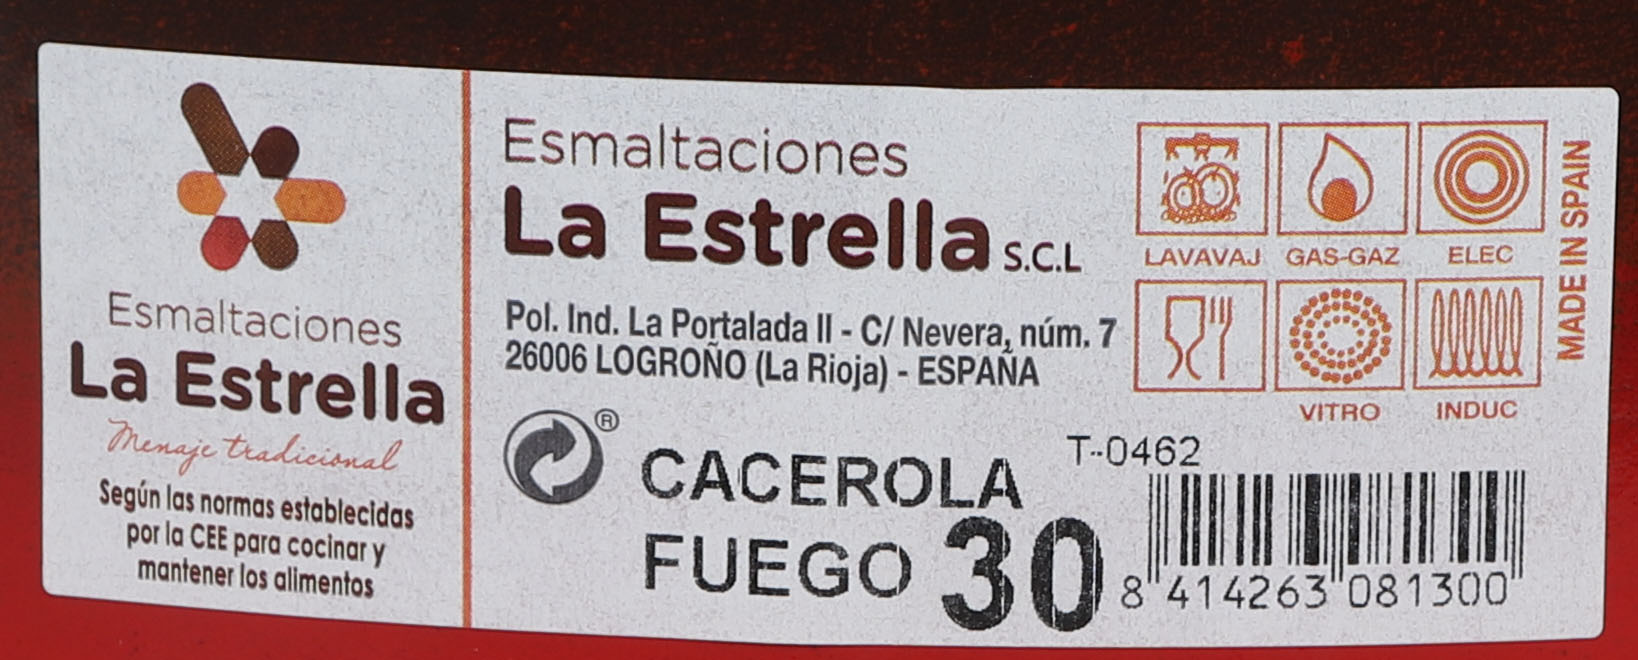 Esmaltaciones
La Estrella
Menaje tradicional
Según las normas establecidas
por la CEE para cocinar y
mantener los alimentos
Esmaltaciones
La Estrella S.C.L
Pol. Ind. La Portalada II - C/ Nevera, núm. 7
26006 LOGROÑO (La Rioja) - ESPAÑA
®
CACEROLA
FUEGO 30
LAVAVAJ GAS-GAZ ELEC
VITRO INDUC
MADE IN SPAIN
T-0462
8 414263 081300